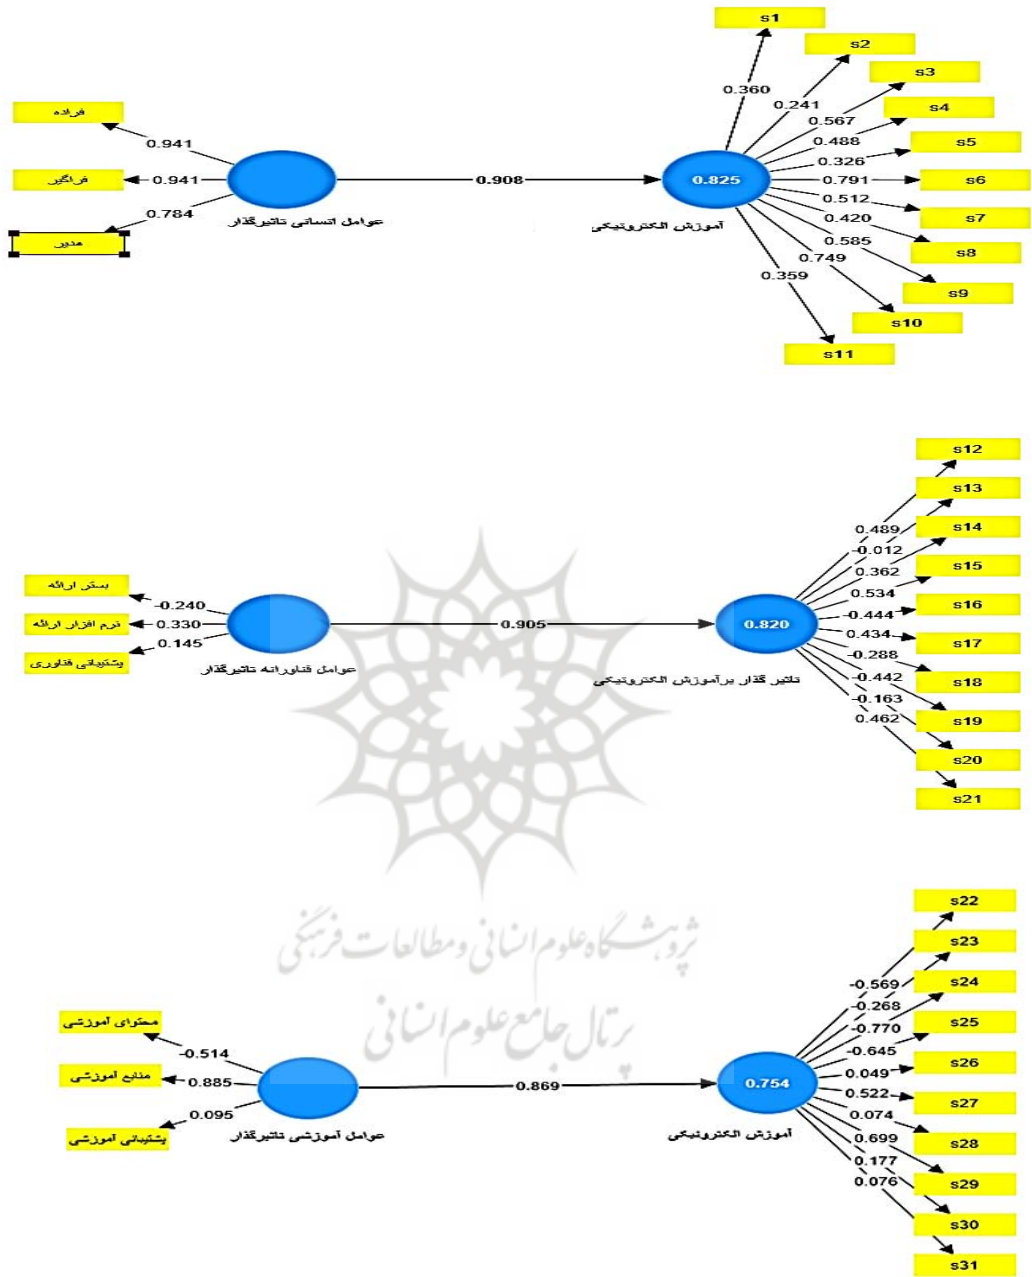 s1
s2
s3
s4
s5
s6
s7
s8
s9
s10
s11
0.360
0.241
0.567
0.488
0.326
0.791
0.512
0.420
0.585
0.749
0.359
فراده
فراگیر
مدیر
0.941
0.941
0.784
0.908
0.825
عوامل انسانی تاثیرگذار
آموزش الکترونیکی
s12
s13
s14
s15
s16
s17
s18
s19
s20
s21
0.489
-0.012
0.362
0.534
-0.444
0.434
-0.288
-0.442
-0.163
0.462
بستر ارائه
نرم افزار ارائه
پشتیبانی فناوری
-0.240
0.330
0.145
0.905
0.820
عوامل فناورانه تاثیرگذار
تاثیر گذار برآموزش الکترونیکی
پژوهشگاه علوم انسانی و مطالعات فرهنگی
پرتال جامع علوم انسانی
s22
s23
s24
s25
s26
s27
s28
s29
s30
s31
-0.569
-0.268
-0.770
-0.645
0.049
0.522
0.074
0.699
0.177
0.076
محتوای آموزشی
منابع آموزشی
پشتیبانی آموزشی
-0.514
0.885
0.095
0.869
0.754
عوامل آموزشی تاثیرگذار
آموزش الکترونیکی